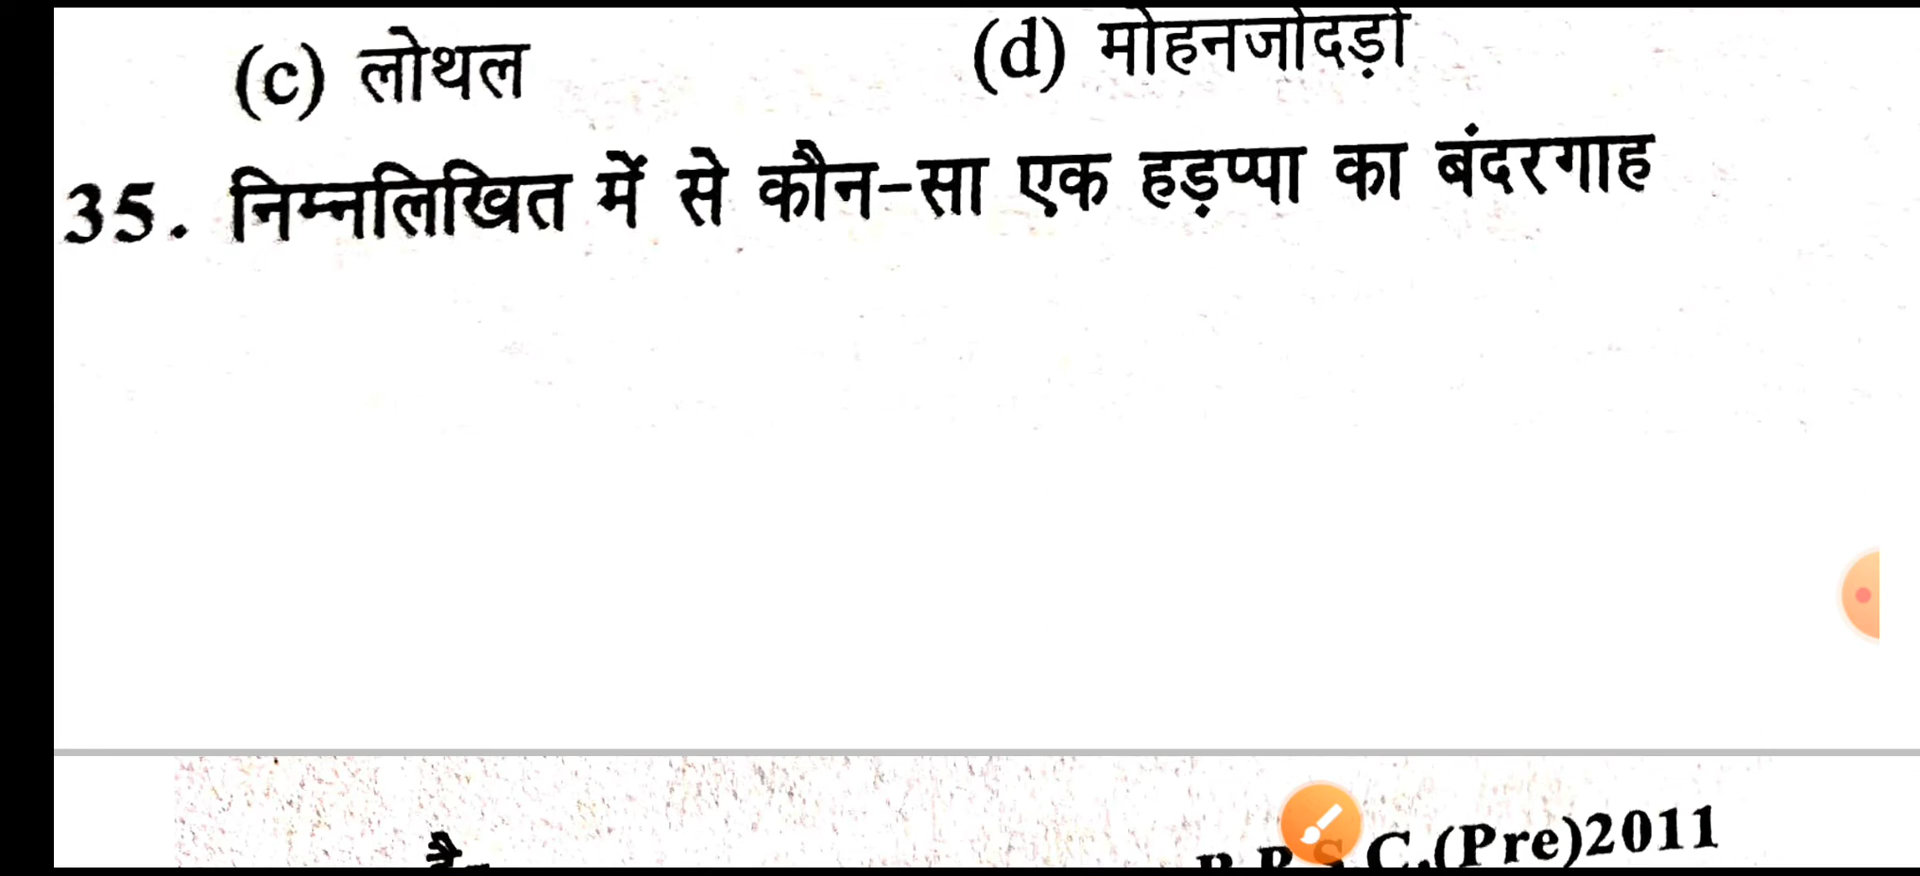 (c) लोथल (d) मोहनजोदड़ो
35. निम्नलिखित में से कौन-सा एक हड़प्पा का बंदरगाह
है- C.(Pre)2011